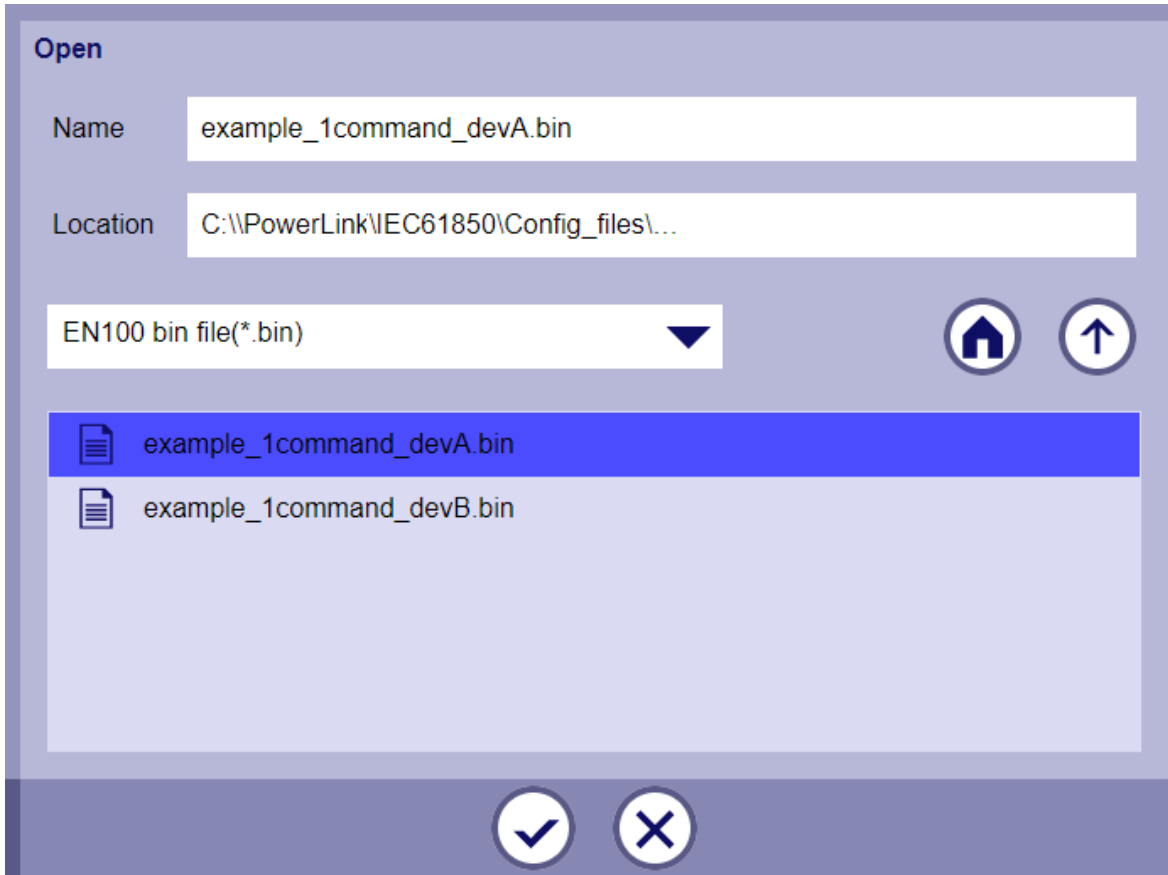 Open
Name
example_1command_devA.bin
Location
C:\\PowerLink\IEC61850\Config_files\...
EN100 bin file(*.bin)
example_1command_devA.bin
example_1command_devB.bin